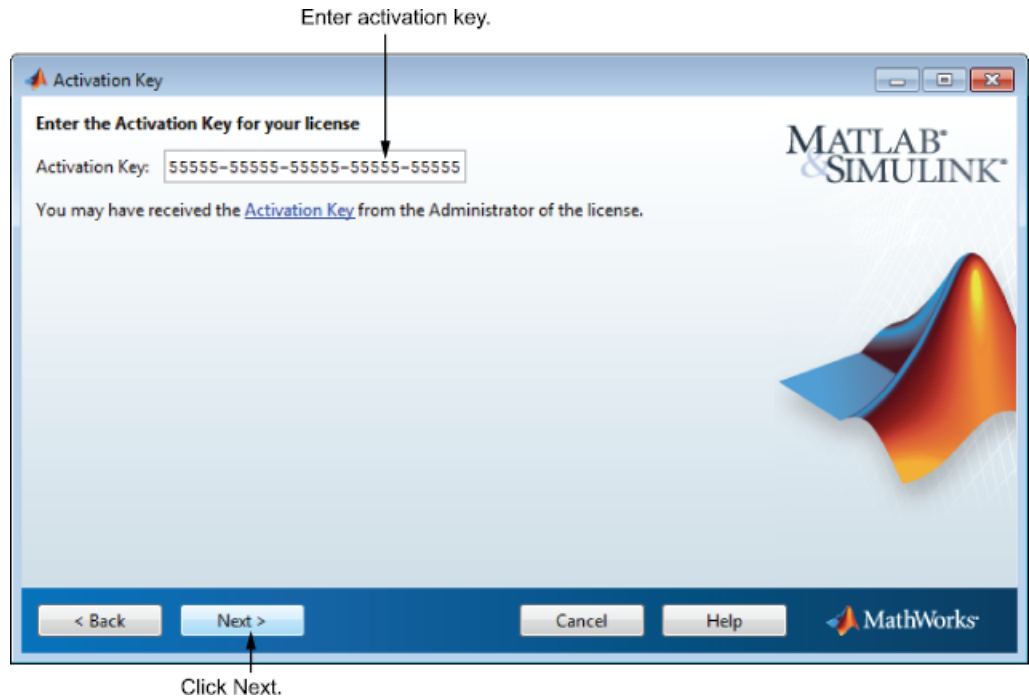 Enter activation key.
Activation Key
Enter the Activation Key for your license
Activation Key: 55555-55555-55555-55555-55555
You may have received the Activation Key from the Administrator of the license.
MATLAB®
&SIMULINK®
< Back
Next >
Cancel
Help
MathWorks®
Click Next.